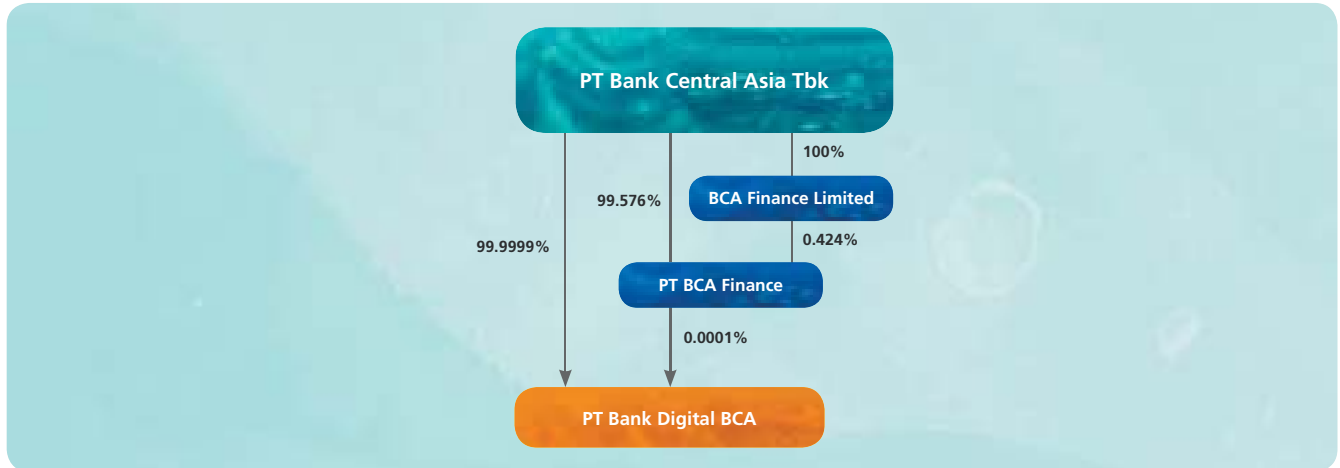 PT Bank Central Asia Tbk
100%
99.576%
BCA Finance Limited
99.9999%
0.424%
PT BCA Finance
0.0001%
PT Bank Digital BCA